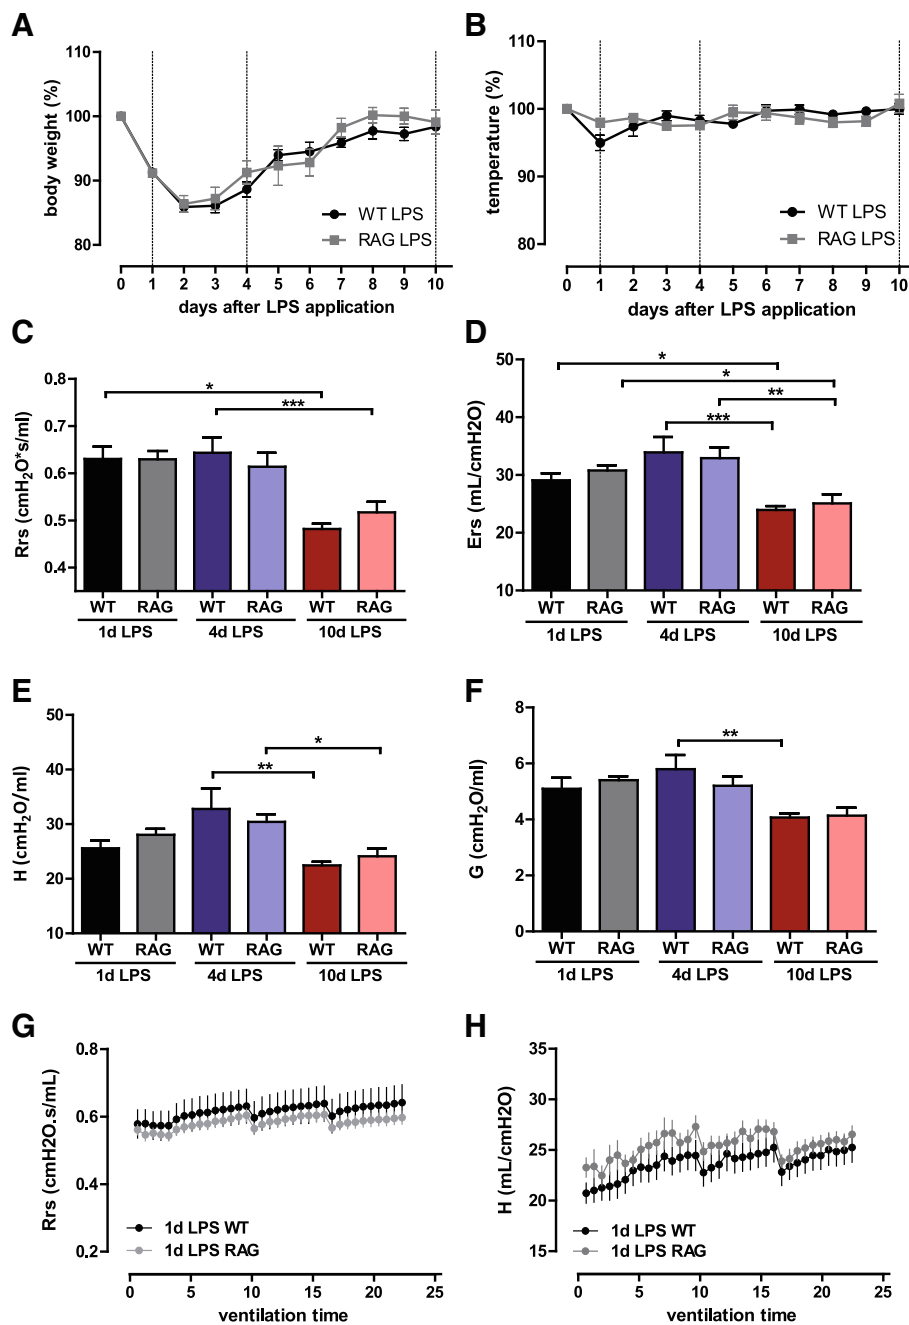 A
110
100
90
80
body weight (%)
WT LPS
RAG LPS
0 1 2 3 4 5 6 7 8 9 10
days after LPS application
B
110
100
90
80
temperature (%)
WT LPS
RAG LPS
0 1 2 3 4 5 6 7 8 9 10
days after LPS application
C
0.8
0.7
0.6
0.5
0.4
Rrs (cmH₂O*s/ml)
*
***
WT RAG WT RAG WT RAG
1d LPS 4d LPS 10d LPS
D
50
40
30
20
10
Ers (mL/cmH2O)
*
*
**
***
WT RAG WT RAG WT RAG
1d LPS 4d LPS 10d LPS
E
50
40
30
20
10
H (cmH₂O/ml)
*
**
WT RAG WT RAG WT RAG
1d LPS 4d LPS 10d LPS
F
8
6
4
2
0
G (cmH₂O/ml)
**
WT RAG WT RAG WT RAG
1d LPS 4d LPS 10d LPS
G
0.8
0.6
0.4
0.2
Rrs (cmH2O.s/mL)
1d LPS WT
1d LPS RAG
0 5 10 15 20 25
ventilation time
H
35
30
25
20
15
H (mL/cmH2O)
1d LPS WT
1d LPS RAG
0 5 10 15 20 25
ventilation time